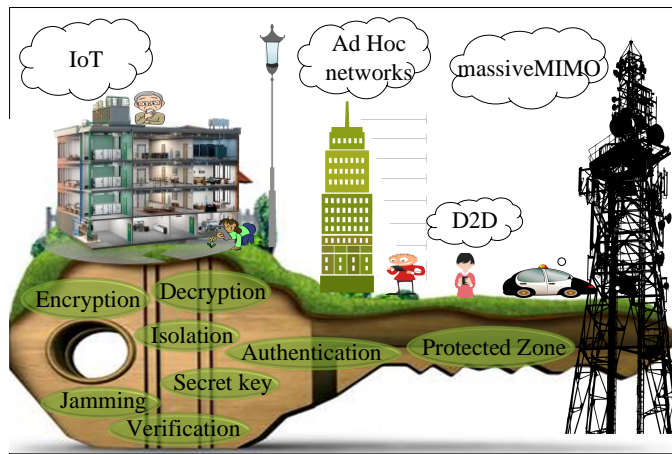 IoT
Ad Hoc
networks
massiveMIMO
D2D
Encryption
Decryption
Isolation
Authentication
Protected Zone
Secret key
Jamming
Verification